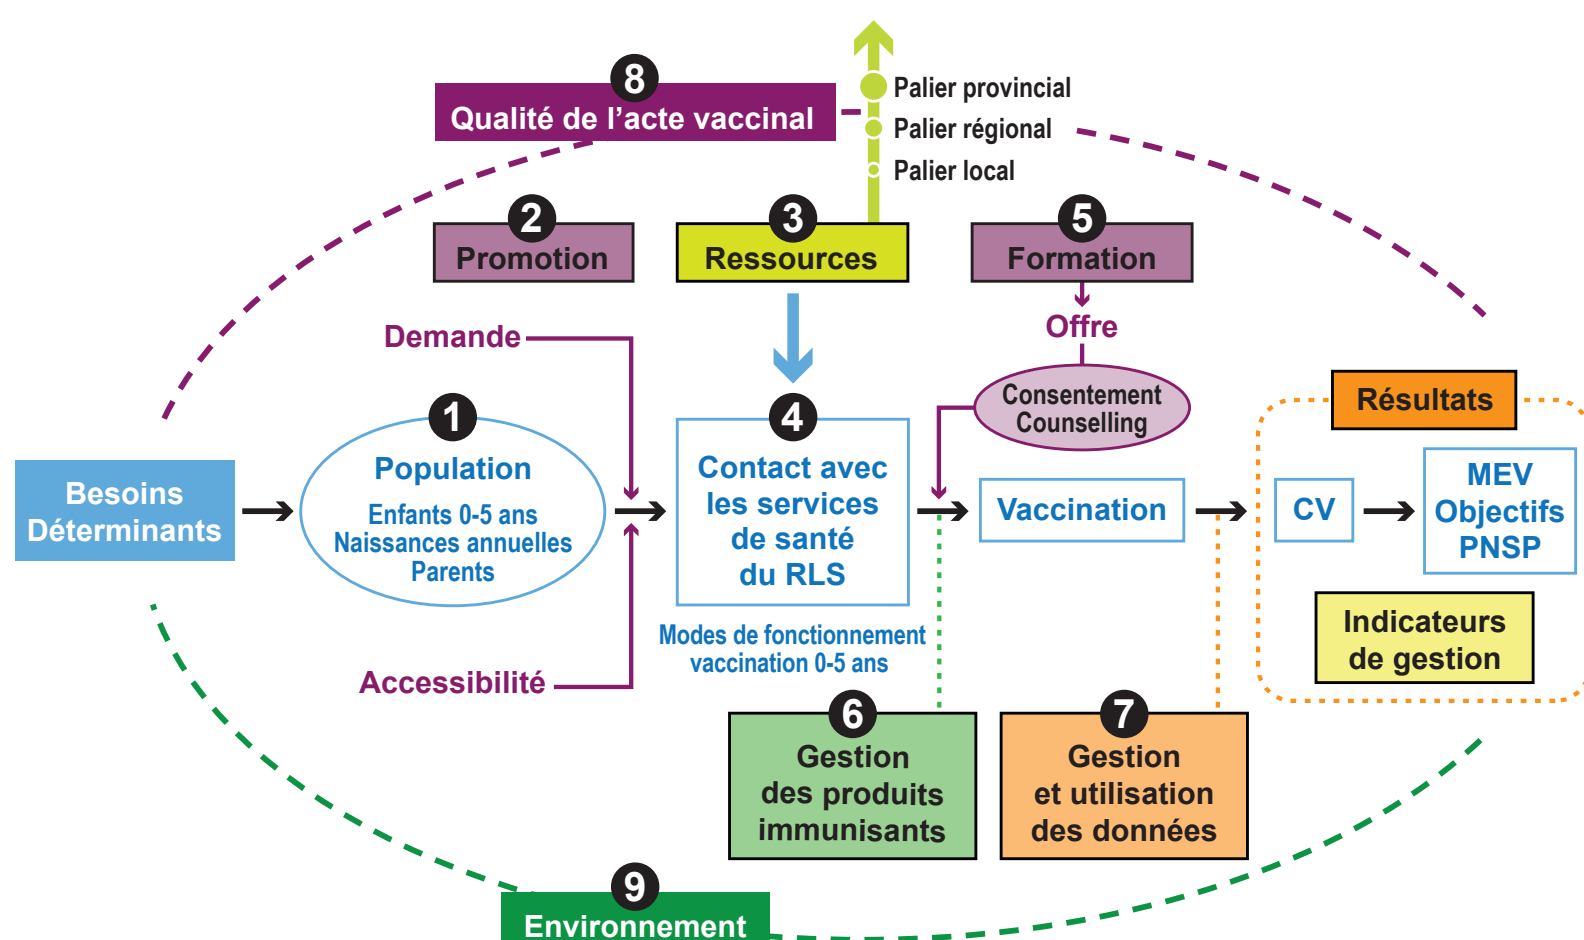 8
Qualité de l’acte vaccinal
Palier provincial
Palier régional
Palier local
2
Promotion
3
Ressources
5
Formation
Offre
Consentement
Counselling
Demande
1
Population
Enfants 0-5 ans
Naissances annuelles
Parents
Besoins
Déterminants
Accessibilité
4
Contact avec
les services
de santé
du RLS
Modes de fonctionnement
vaccination 0-5 ans
Vaccination
Résultats
CV
MEV
Objectifs
PNSP
Indicateurs
de gestion
6
Gestion
des produits
immunisants
7
Gestion
et utilisation
des données
9
Environnement